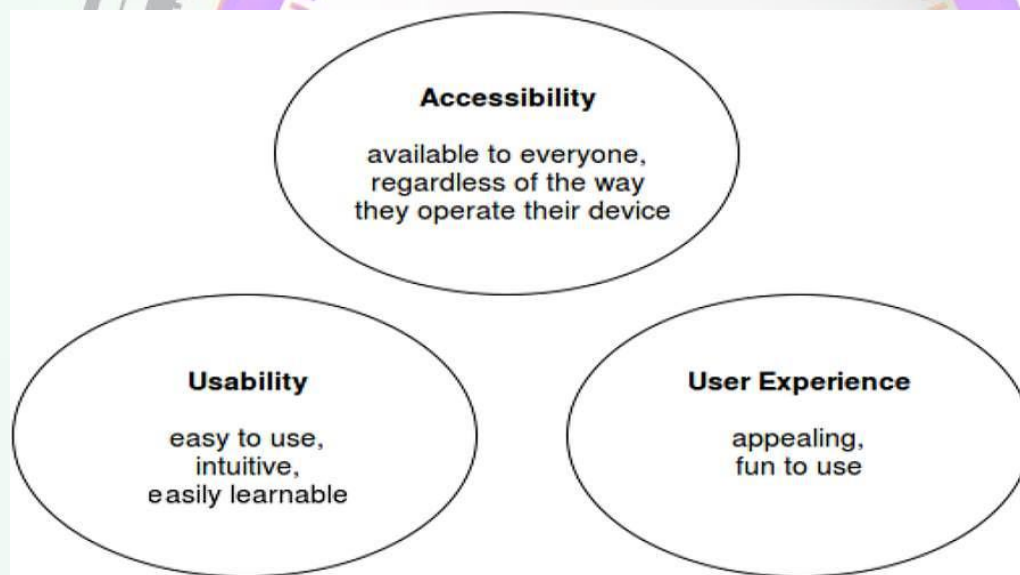 Accessibility
available to everyone,
regardless of the way
they operate their device
Usability
easy to use,
intuitive,
easily learnable
User Experience
appealing,
fun to use